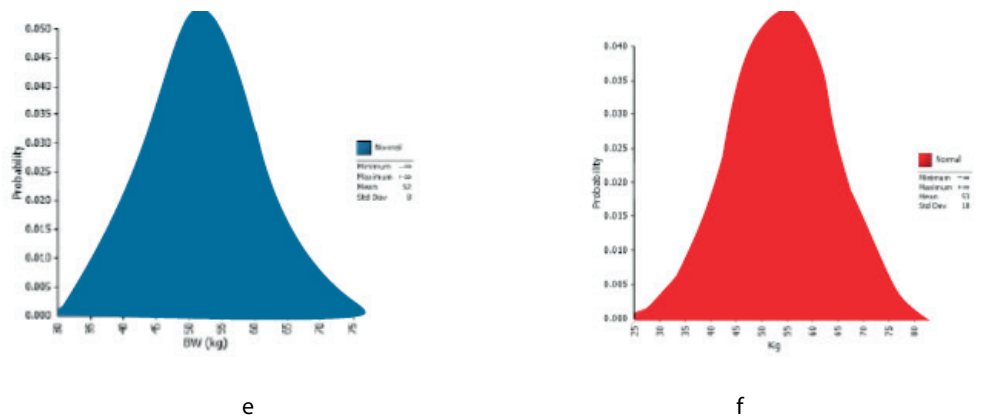 0.050
0.045
0.040
0.035
0.030
0.025
0.020
0.015
0.010
0.005
0.000
Probability
30 35 40 45 50 55 60 65 70 75
BW (kg)
Normal
Minimum −∞
Maximum +∞
Mean 52
Std Dev
e
0.040
0.035
0.030
0.025
0.020
0.015
0.010
0.005
0.000
Probability
25 30 35 40 45 50 55 60 65 70 75 80
Kg
Normal
Minimum −∞
Maximum +∞
Mean
Std Dev
f